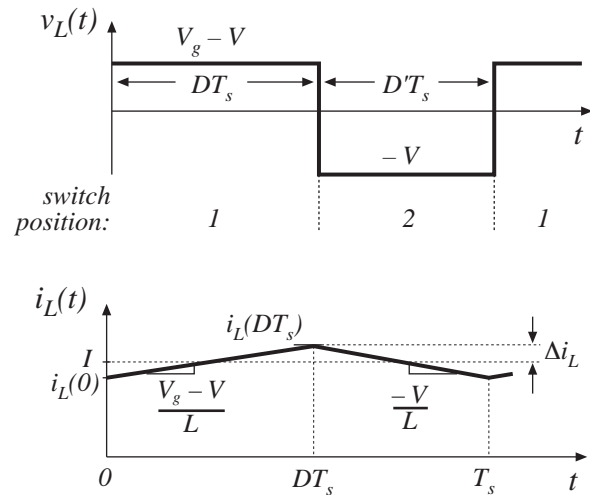 v_L(t)
V_g – V
DT_s
D'T_s
t
– V
switch
position:
1
2
1
i_L(t)
i_L(DT_s)
I
i_L(0)
Δi_L
V_g – V
L
– V
L
0
DT_s
T_s
t